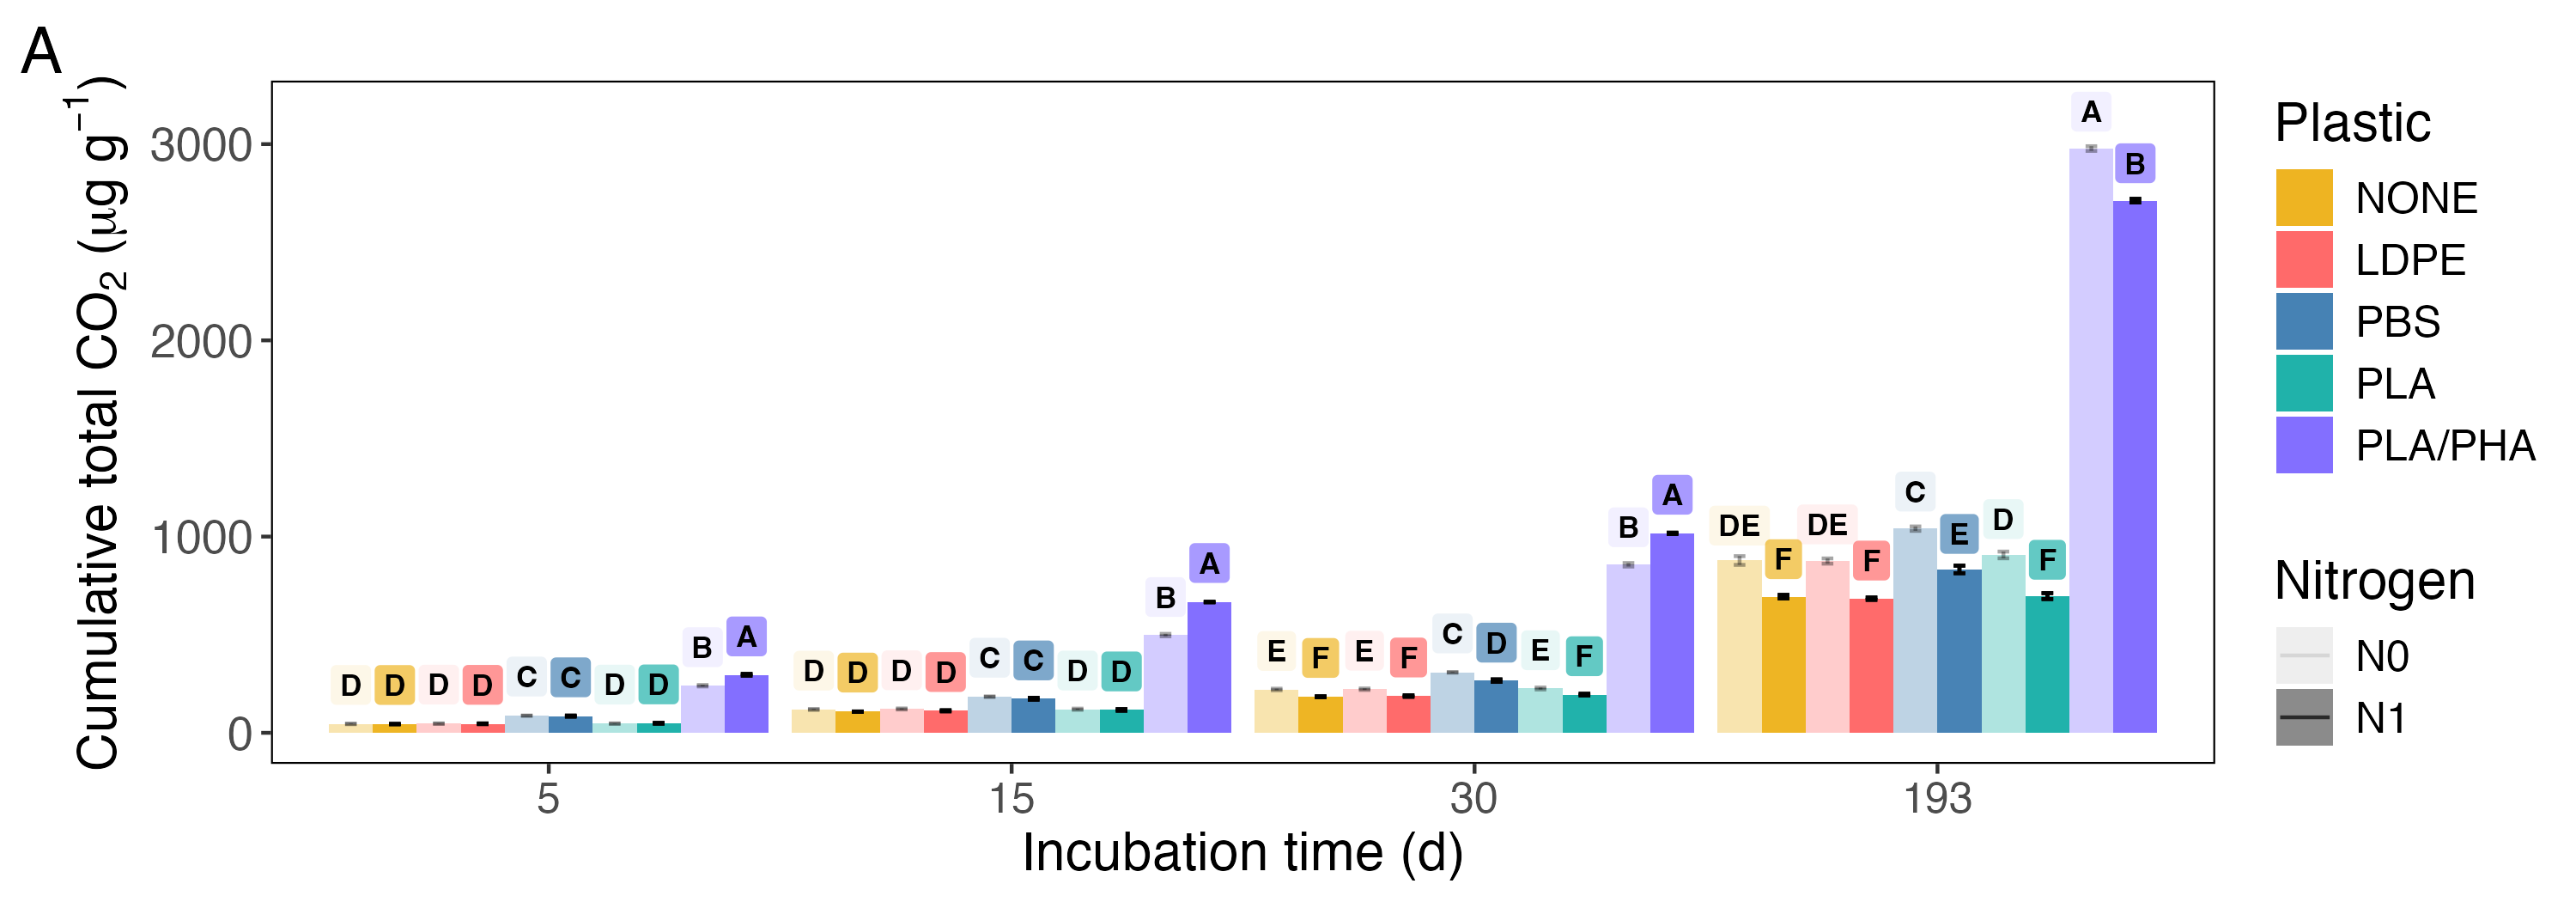 A
Cumulative total CO₂ (μg g⁻¹)
3000
2000
1000
0
D D D D C C D D B A
D D D D C C D D B A
E F E F C D E F B A
DE F DE F C E D F A B
5 15 30 193
Incubation time (d)
Plastic
NONE
LDPE
PBS
PLA
PLA/PHA
Nitrogen
N0
N1